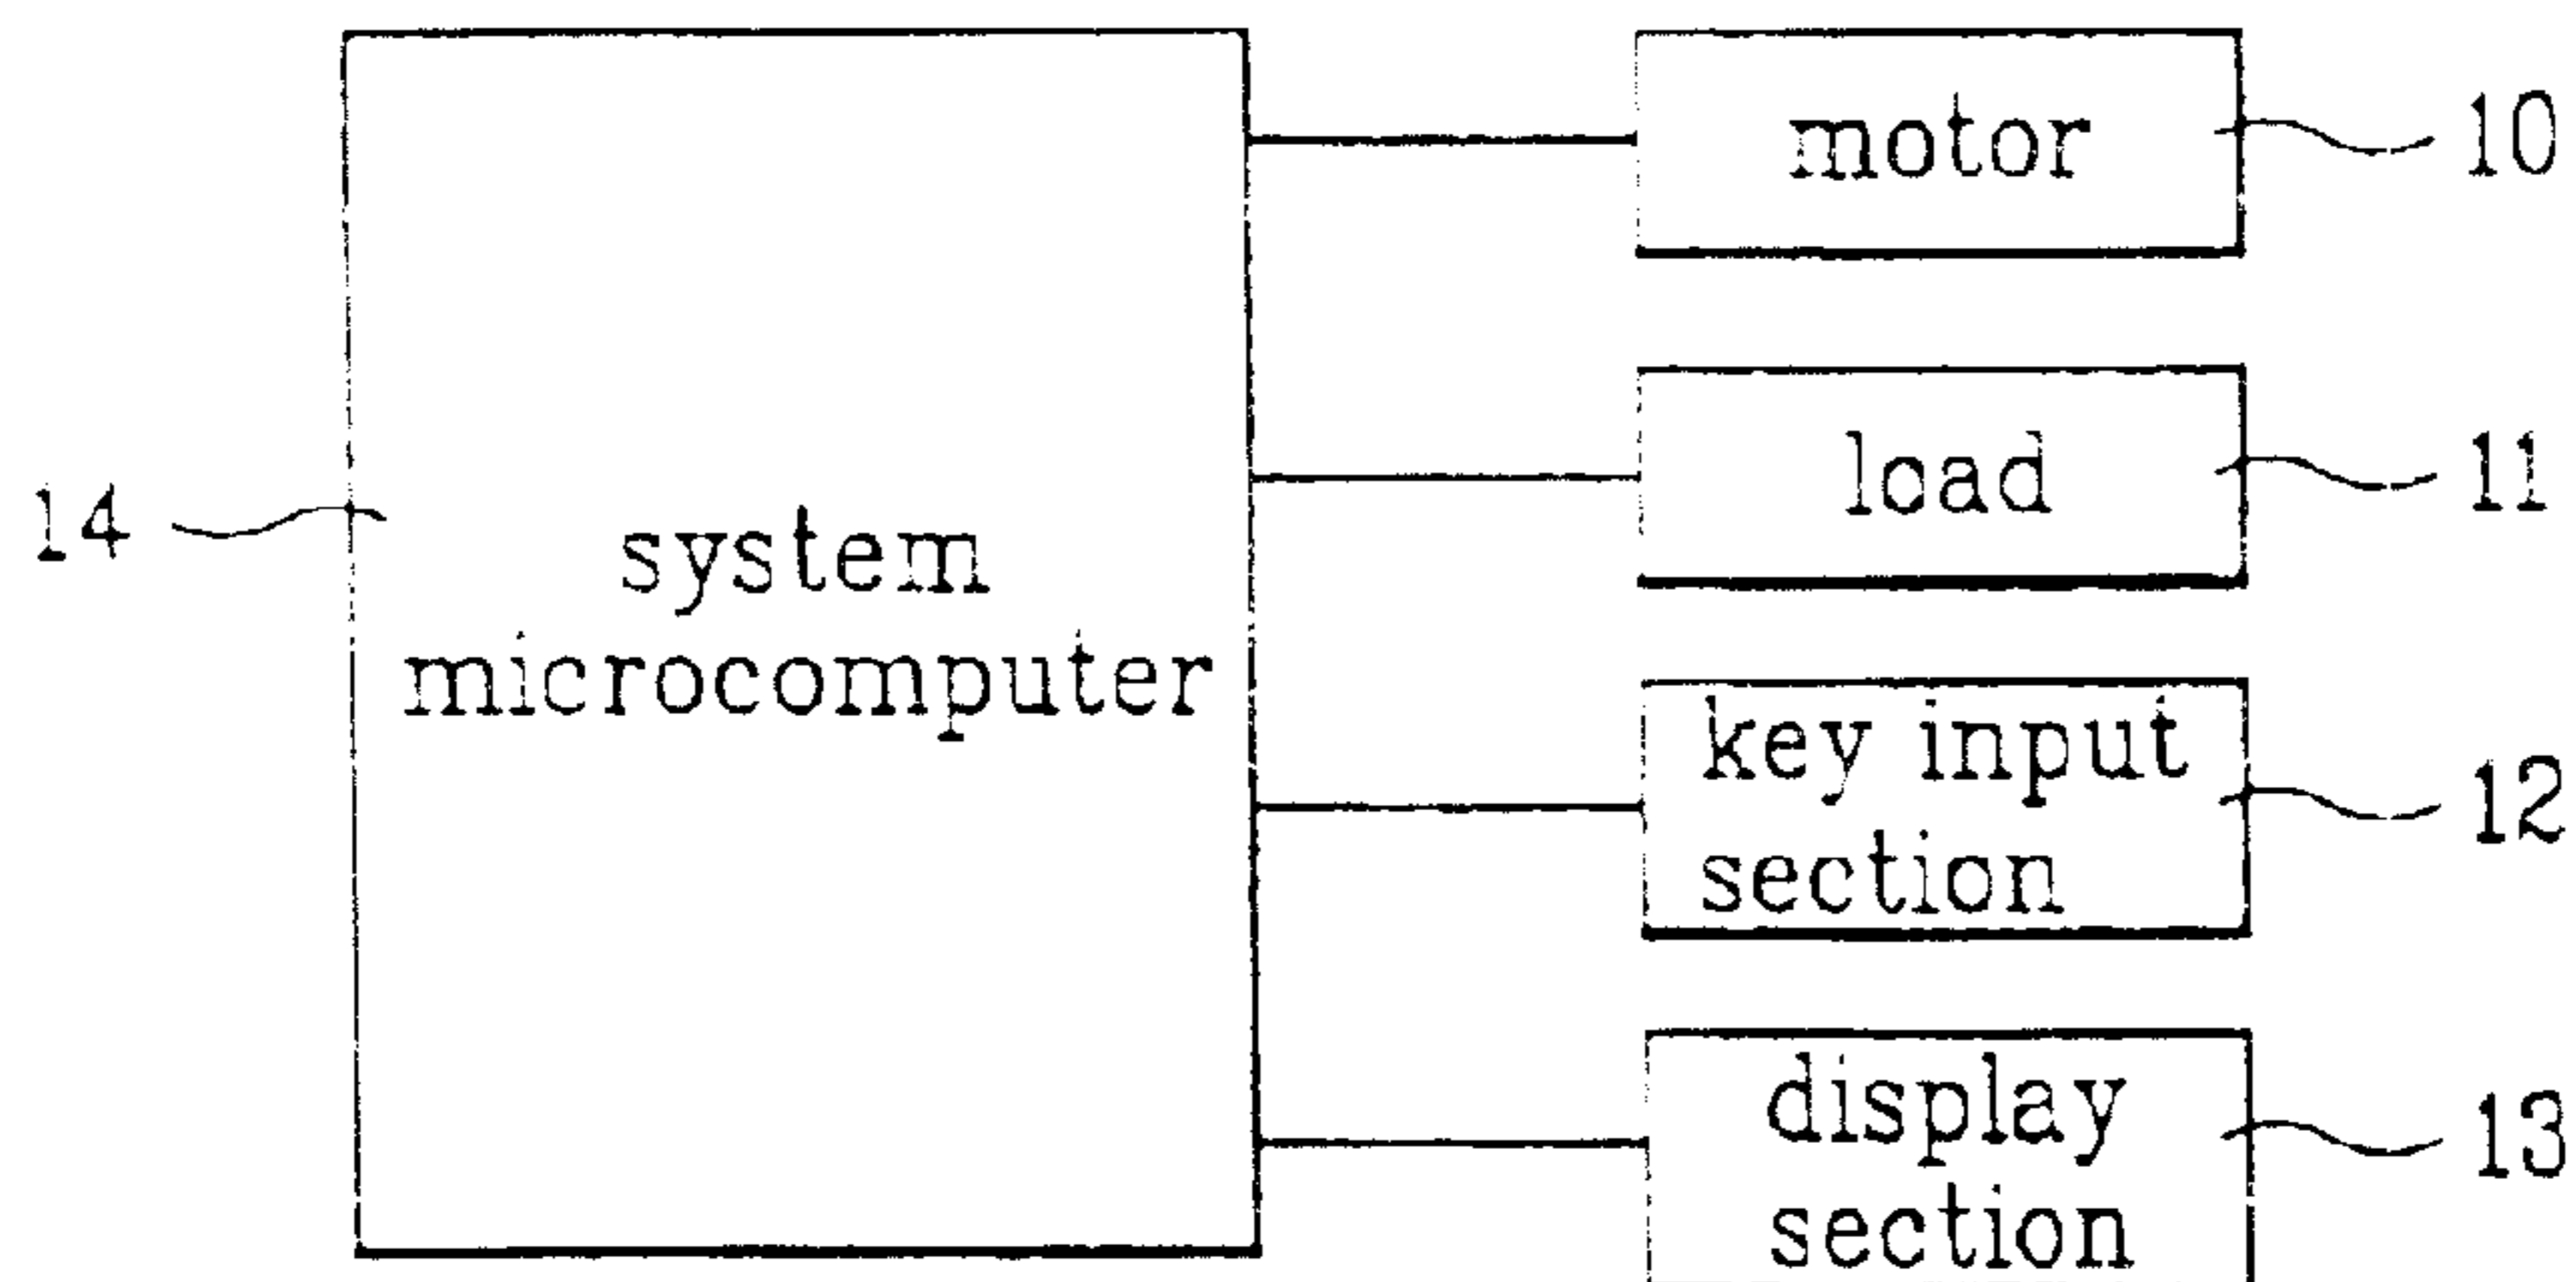 motor
10
load
11
14
system
microcomputer
key input
section
12
display
section
13